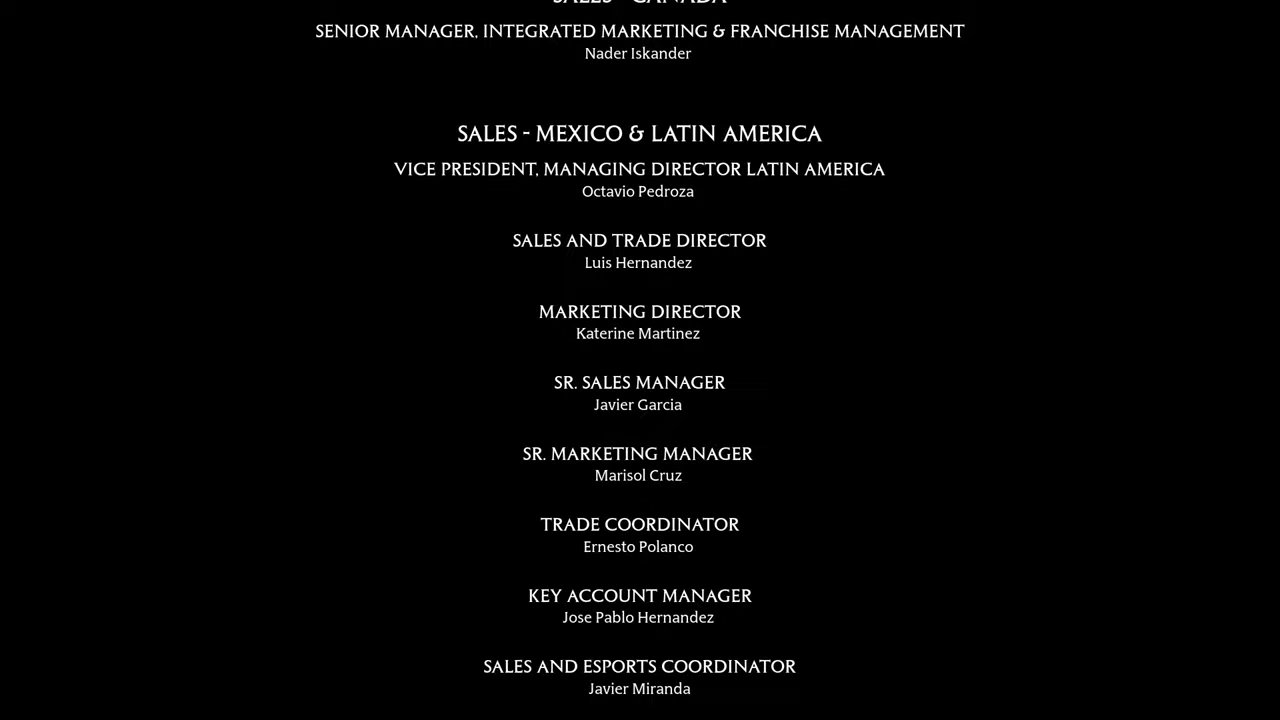 SALES - CANADA
SENIOR MANAGER, INTEGRATED MARKETING & FRANCHISE MANAGEMENT
Nader Iskander
SALES - MEXICO & LATIN AMERICA
VICE PRESIDENT, MANAGING DIRECTOR LATIN AMERICA
Octavio Pedroza
SALES AND TRADE DIRECTOR
Luis Hernandez
MARKETING DIRECTOR
Katerine Martinez
SR. SALES MANAGER
Javier Garcia
SR. MARKETING MANAGER
Marisol Cruz
TRADE COORDINATOR
Ernesto Polanco
KEY ACCOUNT MANAGER
Jose Pablo Hernandez
SALES AND ESPORTS COORDINATOR
Javier Miranda